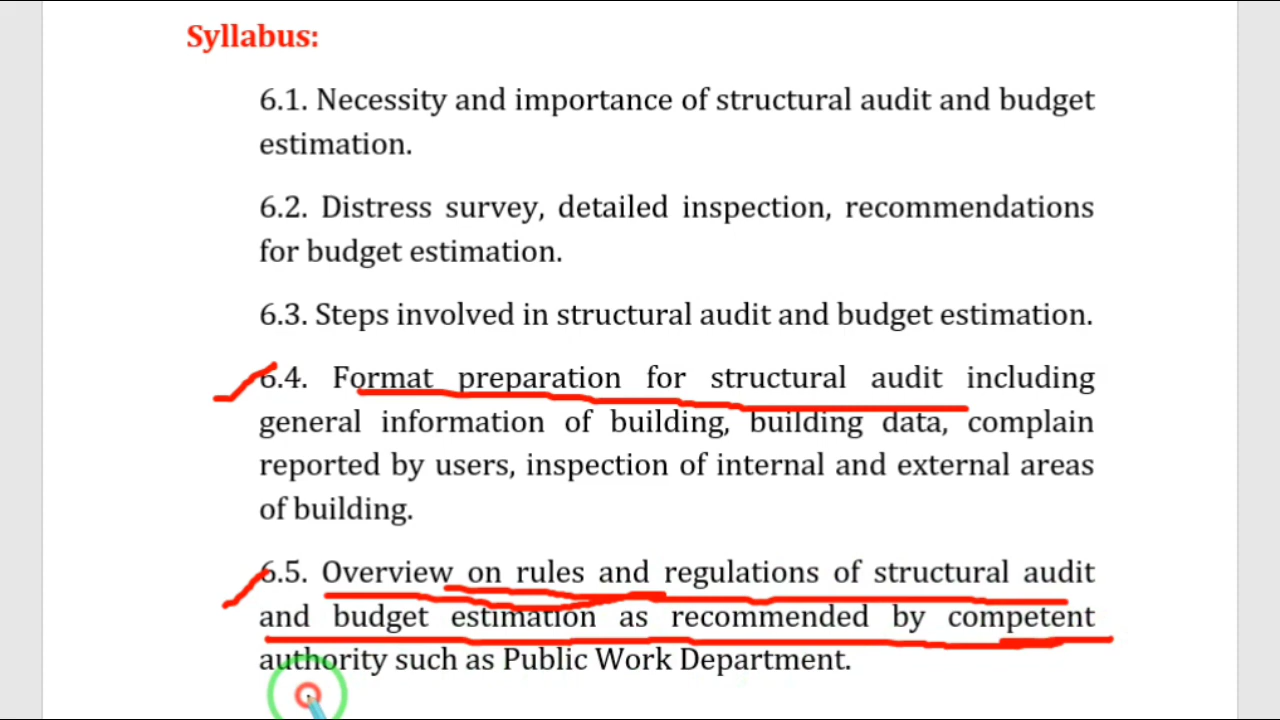 Syllabus:
6.1. Necessity and importance of structural audit and budget
estimation.
6.2. Distress survey, detailed inspection, recommendations
for budget estimation.
6.3. Steps involved in structural audit and budget estimation.
6.4. Format preparation for structural audit including
general information of building, building data, complain
reported by users, inspection of internal and external areas
of building.
6.5. Overview on rules and regulations of structural audit
and budget estimation as recommended by competent
authority such as Public Work Department.